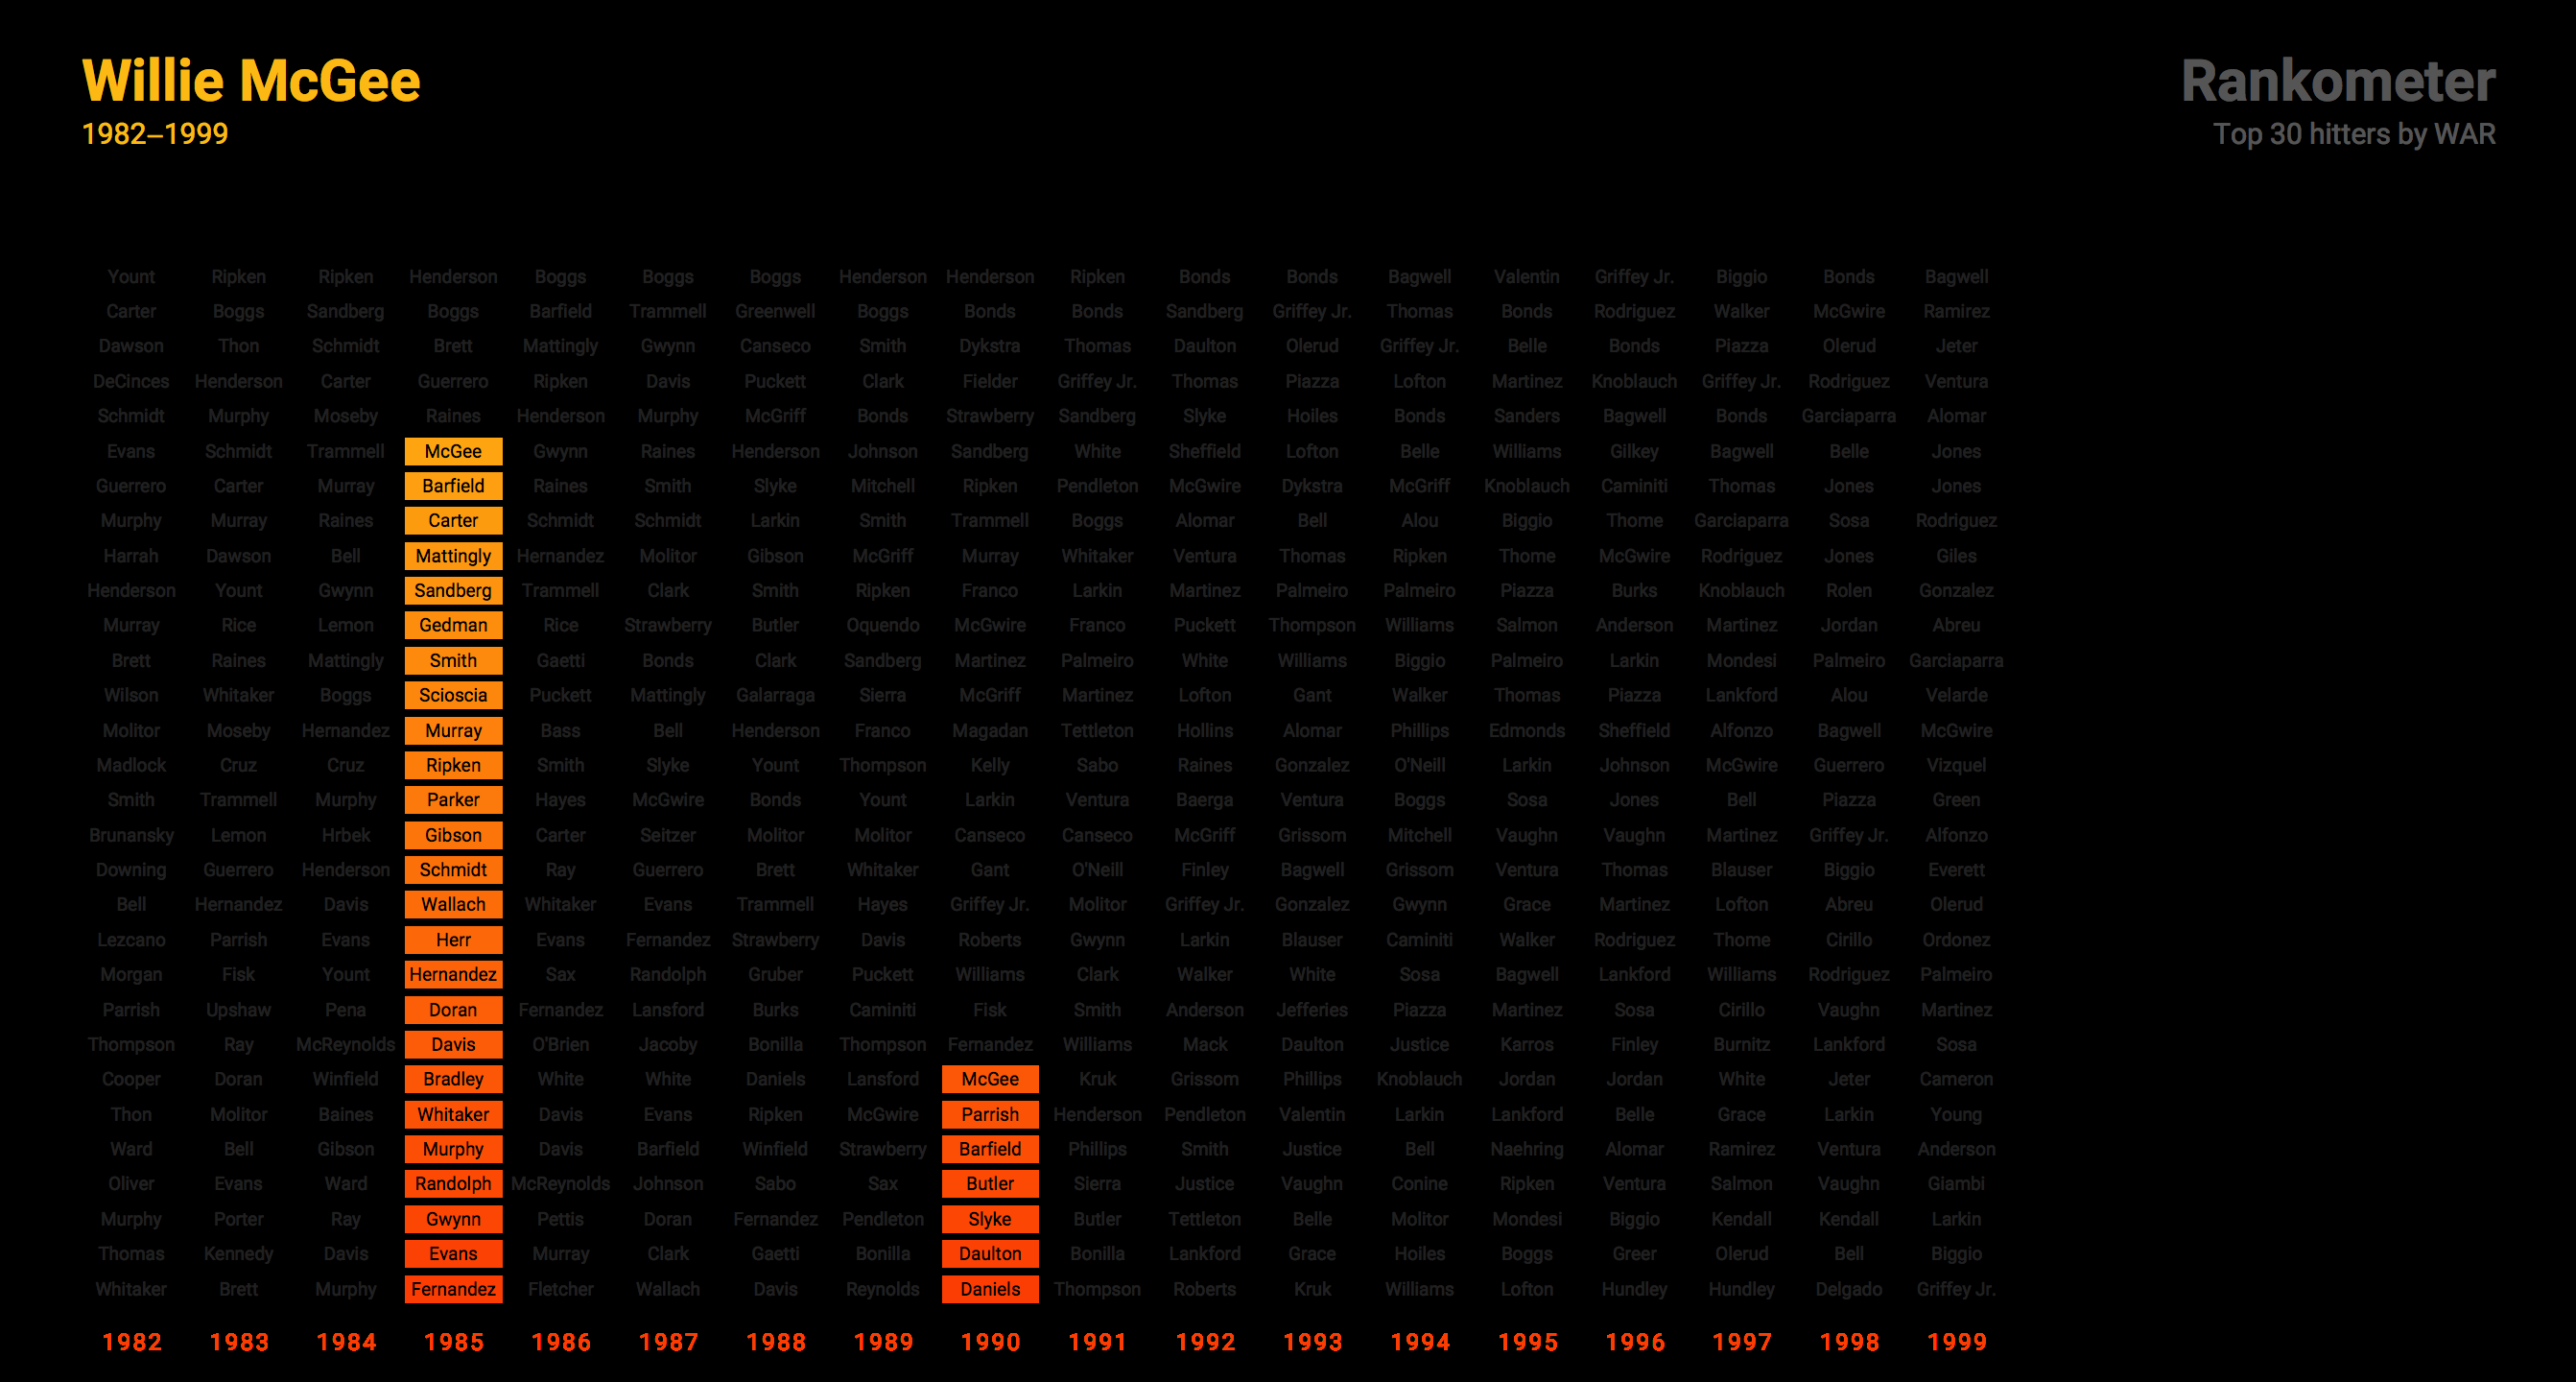 Willie McGee
1982–1999
Rankometer
Top 30 hitters by WAR
Yount Ripken Ripken Henderson Boggs Boggs Boggs Henderson Henderson Ripken Bonds Bonds Bagwell Valentin Griffey Jr. Biggio Bonds Bagwell
Carter Boggs Sandberg Boggs Barfield Trammell Greenwell Boggs Bonds Bonds Sandberg Griffey Jr. Thomas Bonds Rodriguez Walker McGwire Ramirez
Dawson Thon Schmidt Brett Mattingly Gwynn Canseco Smith Dykstra Thomas Daulton Olerud Griffey Jr. Belle Bonds Piazza Olerud Jeter
DeCinces Henderson Carter Guerrero Ripken Davis Puckett Clark Fielder Griffey Jr. Thomas Piazza Lofton Martinez Knoblauch Griffey Jr. Rodriguez Ventura
Schmidt Murphy Moseby Raines Henderson Murphy McGriff Bonds Strawberry Sandberg Slyke Hoiles Bonds Sanders Bagwell Bonds Garciaparra Alomar
Evans Schmidt Trammell McGee Gwynn Raines Henderson Johnson Sandberg White Sheffield Lofton Belle Williams Gilkey Bagwell Belle Jones
Guerrero Carter Murray Barfield Raines Smith Slyke Mitchell Ripken Pendleton McGwire Dykstra McGriff Knoblauch Caminiti Thomas Jones Jones
Murphy Murray Raines Carter Schmidt Schmidt Larkin Smith Trammell Boggs Alomar Bell Alou Biggio Thome Garciaparra Sosa Rodriguez
Harrah Dawson Bell Mattingly Hernandez Molitor Gibson McGriff Murray Whitaker Ventura Thomas Ripken Thome McGwire Rodriguez Jones Giles
Henderson Yount Gwynn Sandberg Trammell Clark Smith Ripken Franco Larkin Martinez Palmeiro Palmeiro Piazza Burks Knoblauch Rolen Gonzalez
Murray Rice Lemon Gedman Rice Strawberry Butler Oquendo McGwire Franco Puckett Thompson Williams Salmon Anderson Martinez Jordan Abreu
Brett Raines Mattingly Smith Gaetti Bonds Clark Sandberg Martinez Palmeiro White Williams Biggio Palmeiro Larkin Mondesi Palmeiro Garciaparra
Wilson Whitaker Boggs Scioscia Puckett Mattingly Galarraga Sierra McGriff Martinez Lofton Gant Walker Thomas Piazza Lankford Alou Velarde
Molitor Moseby Hernandez Murray Bass Bell Henderson Franco Magadan Tettleton Hollins Alomar Phillips Edmonds Sheffield Alfonzo Bagwell McGwire
Madlock Cruz Cruz Ripken Smith Slyke Yount Thompson Kelly Sabo Raines Gonzalez O'Neill Larkin Johnson McGwire Guerrero Vizquel
Smith Trammell Murphy Parker Hayes McGwire Bonds Yount Larkin Ventura Baerga Ventura Boggs Sosa Jones Bell Piazza Green
Brunansky Lemon Hrbek Gibson Carter Seitzer Molitor Molitor Canseco Canseco McGriff Grissom Mitchell Vaughn Vaughn Martinez Griffey Jr. Alfonzo
Downing Guerrero Henderson Schmidt Ray Guerrero Brett Whitaker Gant O'Neill Finley Bagwell Grissom Ventura Thomas Blauser Biggio Everett
Bell Hernandez Davis Wallach Whitaker Evans Trammell Hayes Griffey Jr. Molitor Griffey Jr. Gonzalez Gwynn Grace Martinez Lofton Abreu Olerud
Lezcano Parrish Evans Herr Evans Fernandez Strawberry Davis Roberts Gwynn Larkin Blauser Caminiti Walker Rodriguez Thome Cirillo Ordonez
Morgan Fisk Yount Hernandez Sax Randolph Gruber Puckett Williams Clark Walker White Sosa Bagwell Lankford Williams Rodriguez Palmeiro
Parrish Upshaw Pena Doran Fernandez Lansford Burks Caminiti Fisk Smith Anderson Jefferies Piazza Martinez Sosa Cirillo Vaughn Martinez
Thompson Ray McReynolds Davis O'Brien Jacoby Bonilla Thompson Fernandez Williams Mack Daulton Justice Karros Finley Burnitz Lankford Sosa
Cooper Doran Winfield Bradley White White Daniels Lansford McGee Kruk Grissom Phillips Knoblauch Jordan Jordan White Jeter Cameron
Thon Molitor Baines Whitaker Davis Evans Ripken McGwire Parrish Henderson Pendleton Valentin Larkin Lankford Belle Grace Larkin Young
Ward Bell Gibson Murphy Davis Barfield Winfield Strawberry Barfield Phillips Smith Justice Bell Naehring Alomar Ramirez Ventura Anderson
Oliver Evans Ward Randolph McReynolds Johnson Sabo Sax Butler Sierra Justice Vaughn Conine Ripken Ventura Salmon Vaughn Giambi
Murphy Porter Ray Gwynn Pettis Doran Fernandez Pendleton Slyke Butler Tettleton Belle Molitor Mondesi Biggio Kendall Kendall Larkin
Thomas Kennedy Davis Evans Murray Clark Gaetti Bonilla Daulton Bonilla Lankford Grace Hoiles Boggs Greer Olerud Bell Biggio
Whitaker Brett Murphy Fernandez Fletcher Wallach Davis Reynolds Daniels Thompson Roberts Kruk Williams Lofton Hundley Hundley Delgado Griffey Jr.
1982 1983 1984 1985 1986 1987 1988 1989 1990 1991 1992 1993 1994 1995 1996 1997 1998 1999